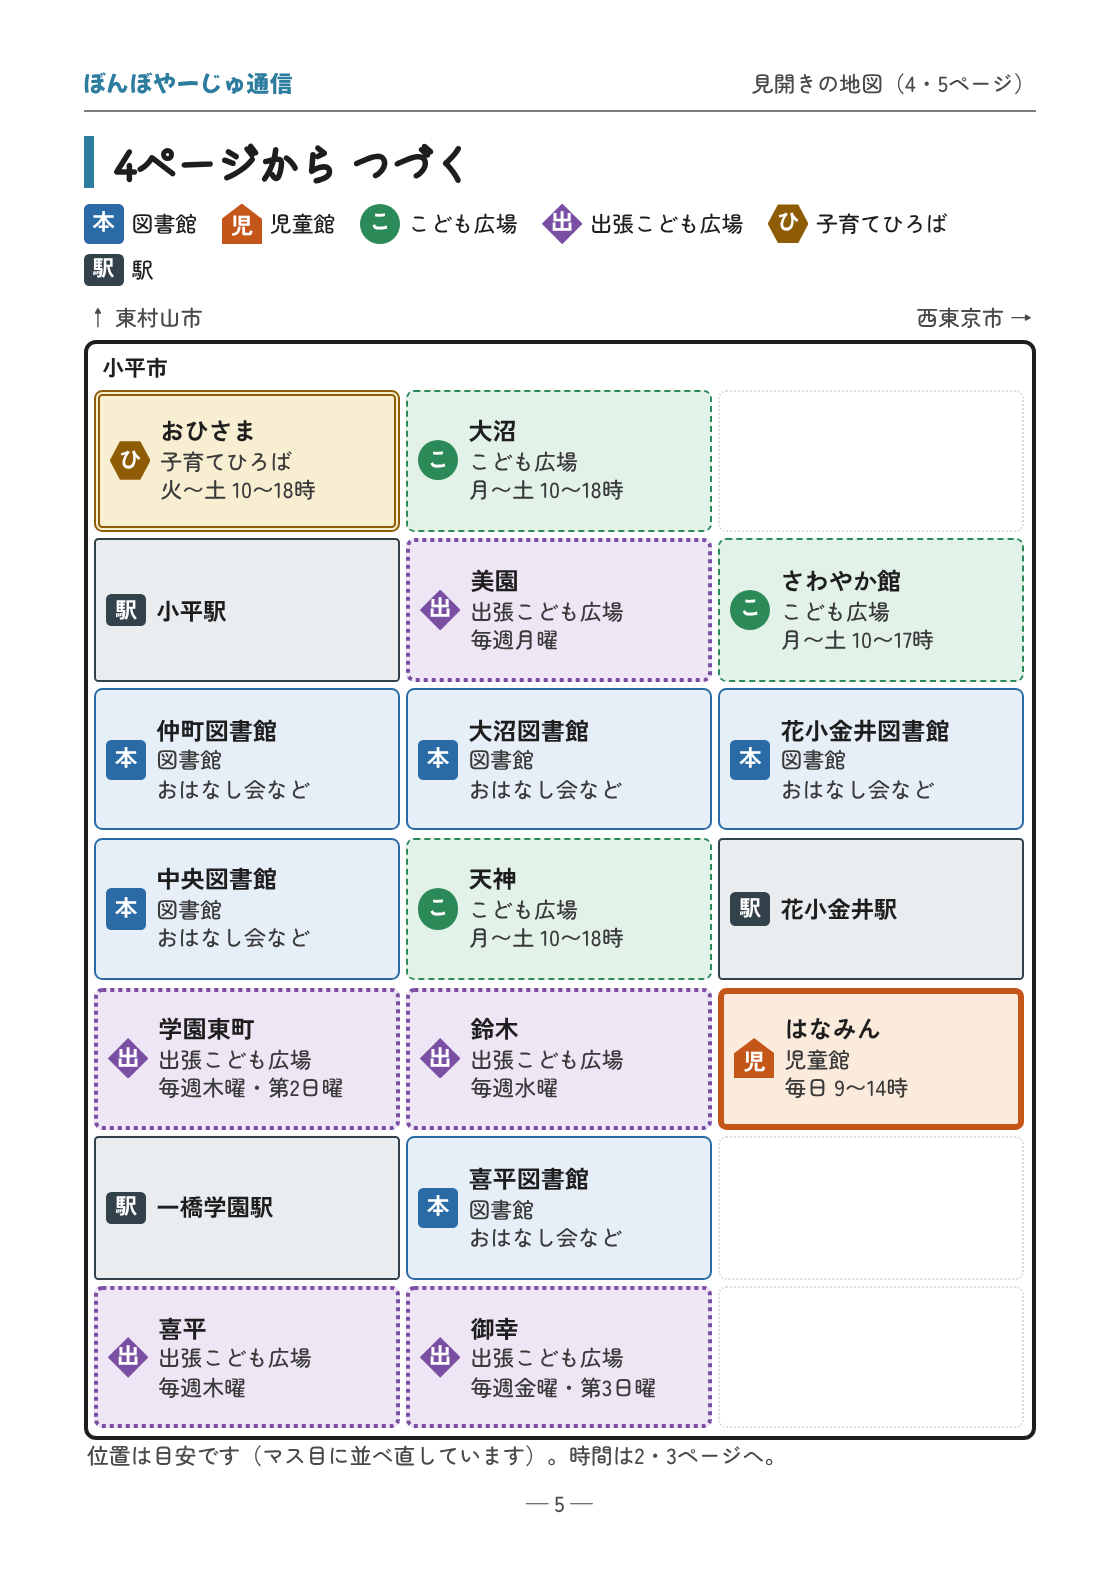 ぼんぼやーじゅ通信
見開きの地図（4・5ページ）
4ページから つづく
本 図書館 児 児童館 こ こども広場 出 出張こども広場 ひ 子育てひろば
駅 駅
↑ 東村山市
西東京市 →
小平市
ひ
おひさま
子育てひろば
火〜土 10〜18時
こ
大沼
こども広場
月〜土 10〜18時
駅 小平駅
出
美園
出張こども広場
毎週月曜
こ
さわやか館
こども広場
月〜土 10〜17時
本
仲町図書館
図書館
おはなし会など
本
大沼図書館
図書館
おはなし会など
本
花小金井図書館
図書館
おはなし会など
本
中央図書館
図書館
おはなし会など
こ
天神
こども広場
月〜土 10〜18時
駅 花小金井駅
出
学園東町
出張こども広場
毎週木曜・第2日曜
出
鈴木
出張こども広場
毎週水曜
児
はなみん
児童館
毎日 9〜14時
駅 一橋学園駅
本
喜平図書館
図書館
おはなし会など
出
喜平
出張こども広場
毎週木曜
出
御幸
出張こども広場
毎週金曜・第3日曜
位置は目安です（マス目に並べ直しています）。時間は2・3ページへ。
— 5 —